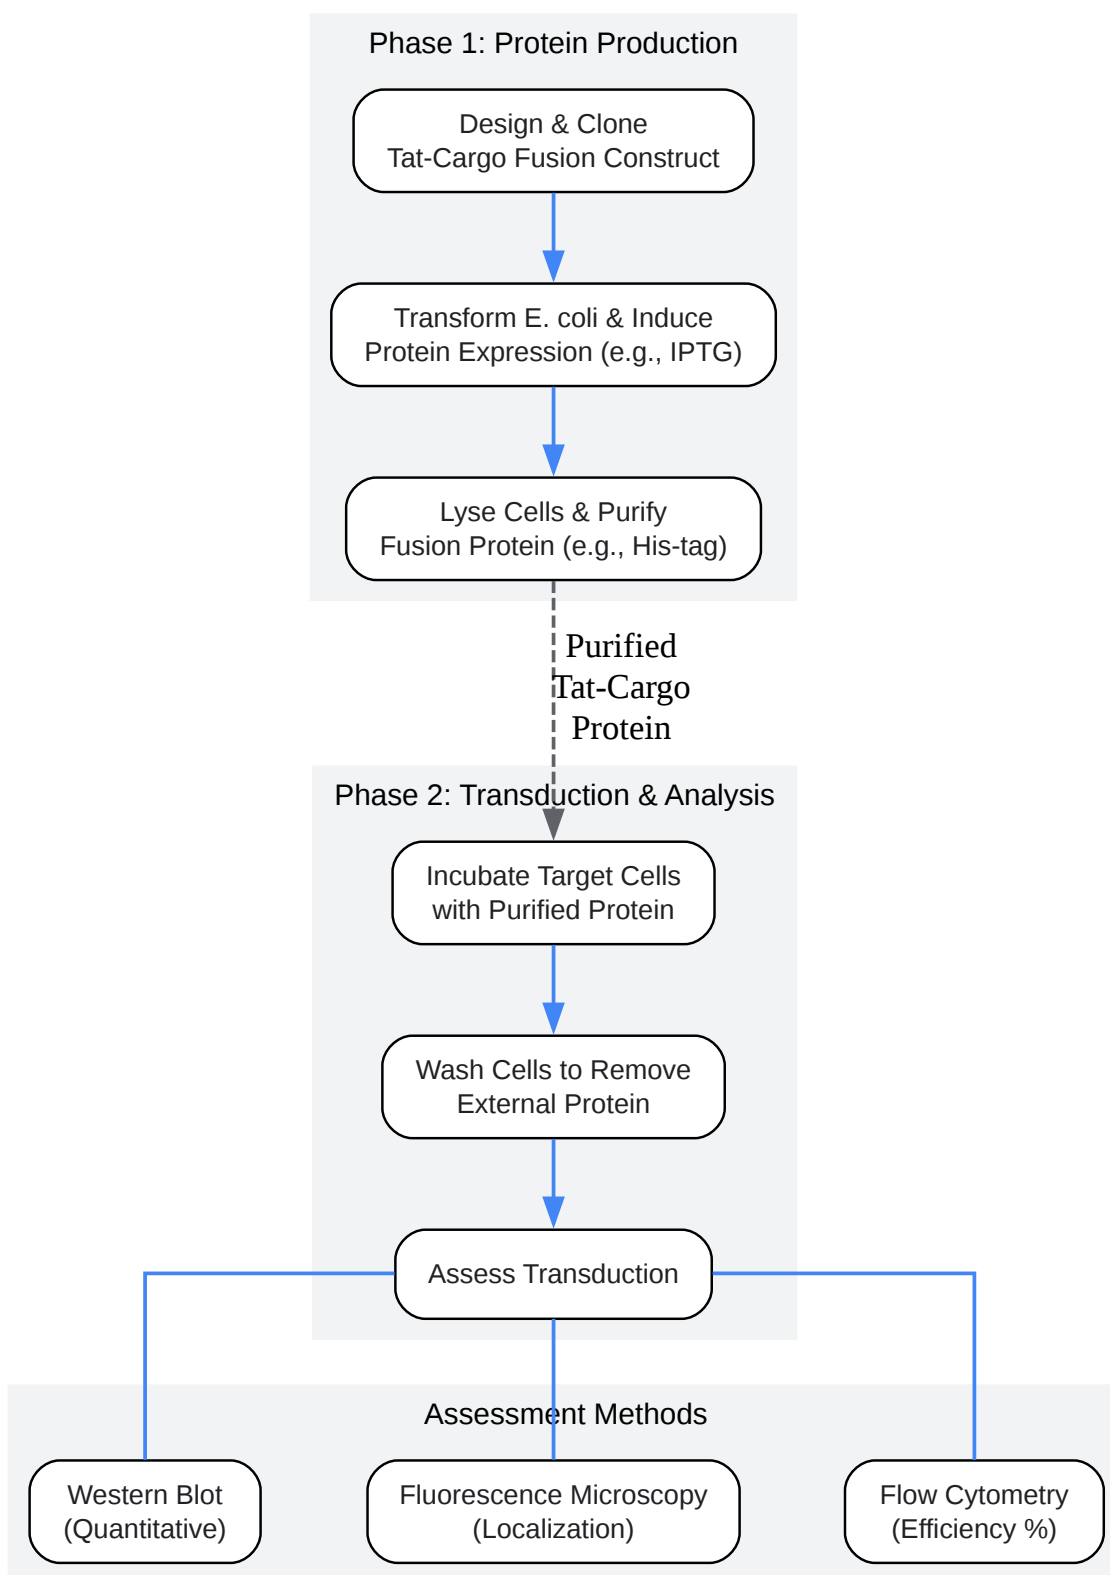 Phase 1: Protein Production
Design & Clone
Tat-Cargo Fusion Construct
Transform E. coli & Induce
Protein Expression (e.g., IPTG)
Lyse Cells & Purify
Fusion Protein (e.g., His-tag)
Purified
Tat-Cargo
Protein
Phase 2: Transduction & Analysis
Incubate Target Cells
with Purified Protein
Wash Cells to Remove
External Protein
Assess Transduction
Assessment Methods
Western Blot
(Quantitative)
Fluorescence Microscopy
(Localization)
Flow Cytometry
(Efficiency %)